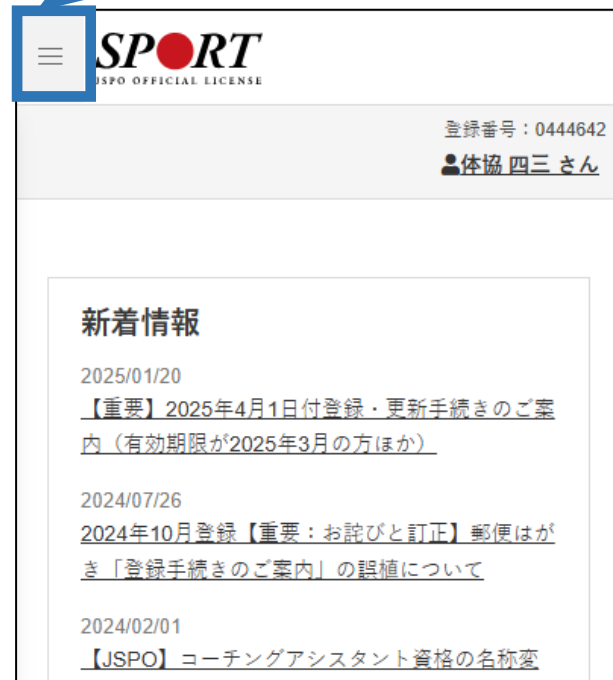 SPORT
JSPO OFFICIAL LICENSE
登録番号：0444642
体協 四三 さん
新着情報
2025/01/20
【重要】2025年4月1日付登録・更新手続きのご案
内（有効期限が2025年3月の方ほか）
2024/07/26
2024年10月登録【重要：お詫びと訂正】郵便はが
き「登録手続きのご案内」の誤植について
2024/02/01
【JSPO】コーチングアシスタント資格の名称変